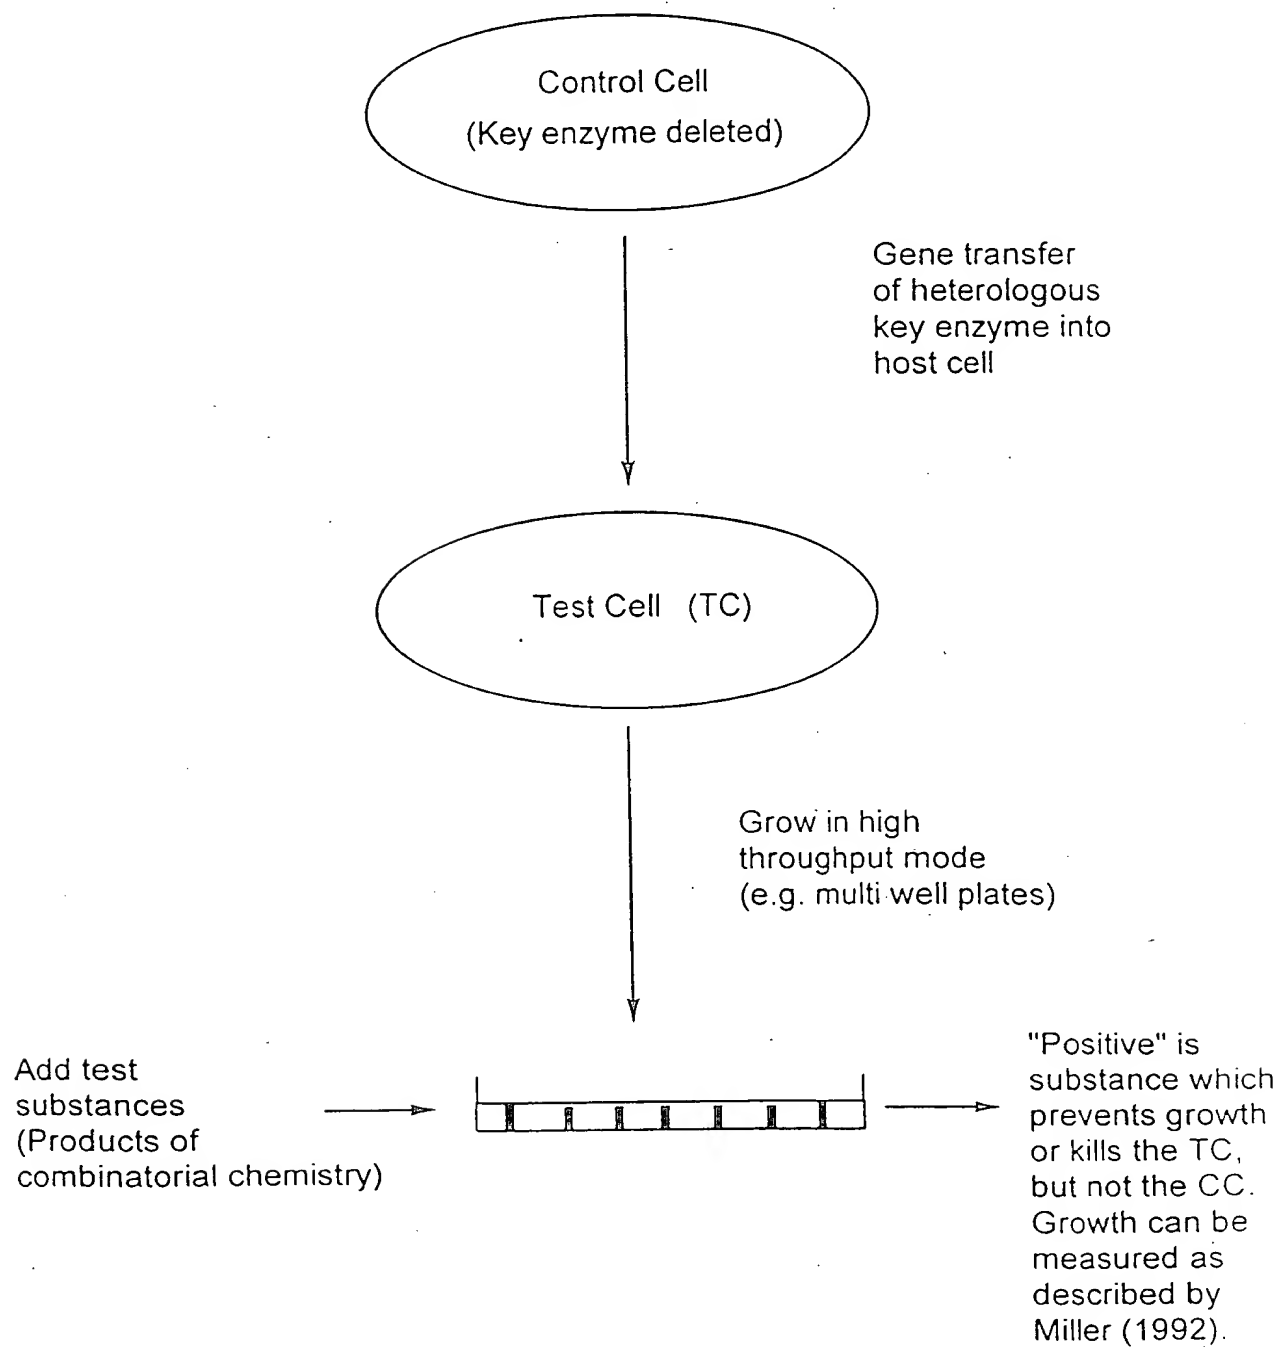 Control Cell
(Key enzyme deleted)
Gene transfer
of heterologous
key enzyme into
host cell
Test Cell (TC)
Grow in high
throughput mode
(e.g. multi well plates)
Add test
substances
(Products of
combinatorial chemistry)
"Positive" is
substance which
prevents growth
or kills the TC,
but not the CC.
Growth can be
measured as
described by
Miller (1992).